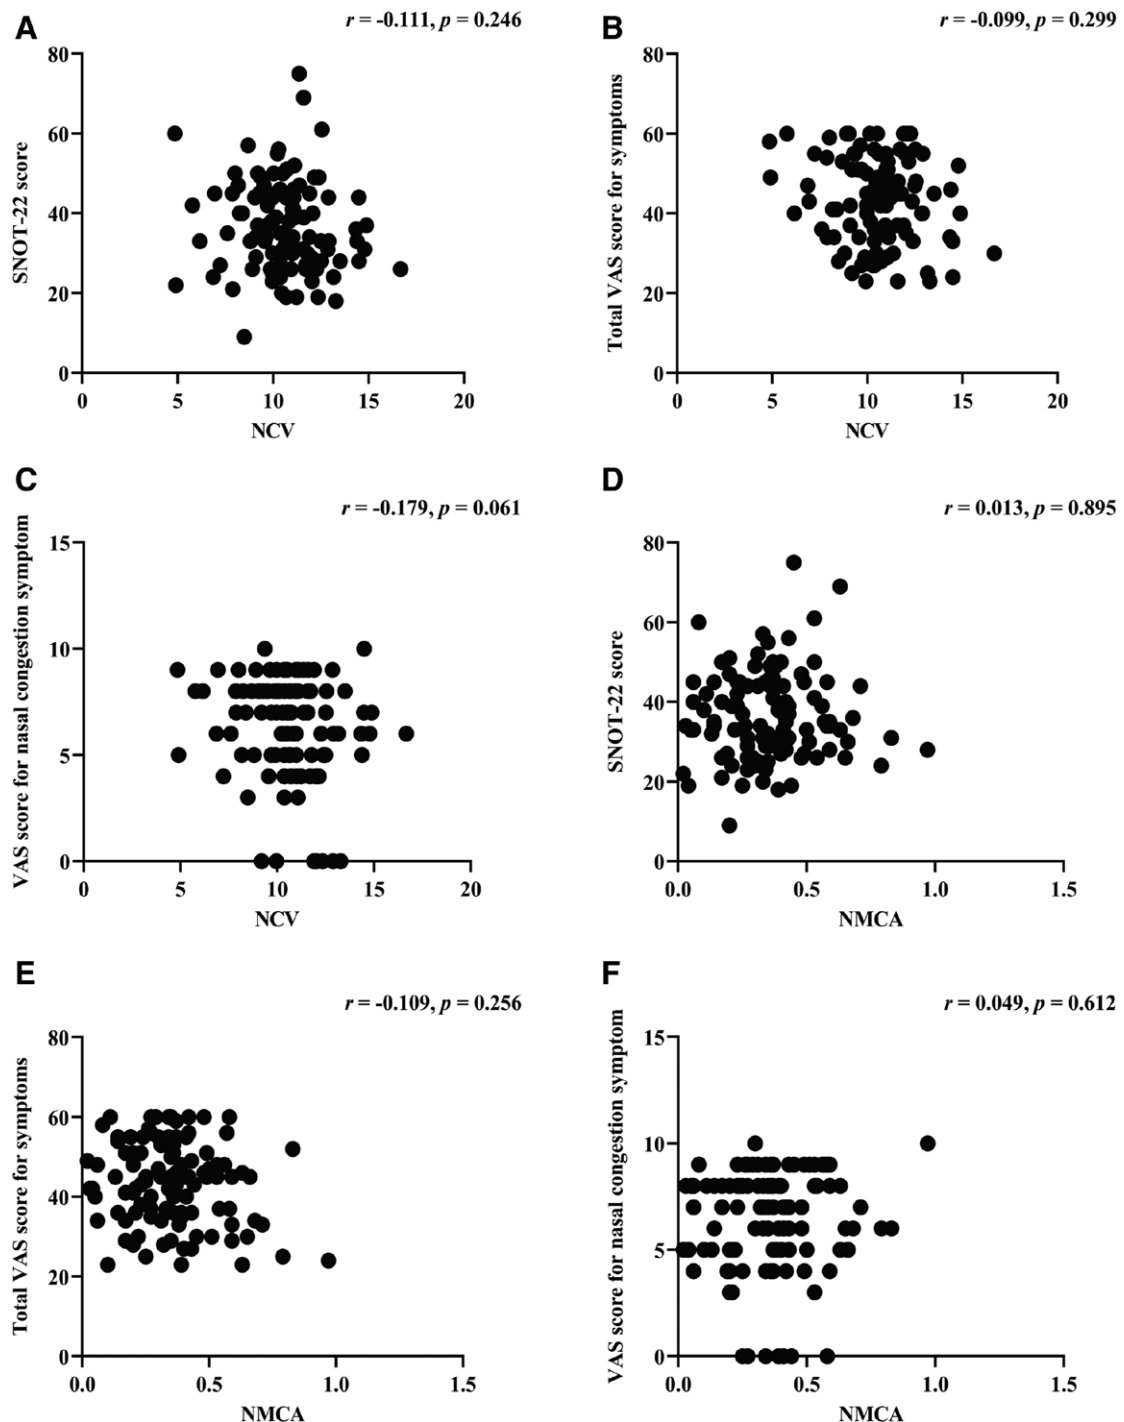 A
r = -0.111, p = 0.246
SNOT-22 score
80
60
40
20
0
0 5 10 15 20
NCV
B
r = -0.099, p = 0.299
Total VAS score for symptoms
80
60
40
20
0
0 5 10 15 20
NCV
C
r = -0.179, p = 0.061
VAS score for nasal congestion symptom
15
10
5
0
0 5 10 15 20
NCV
D
r = 0.013, p = 0.895
SNOT-22 score
80
60
40
20
0
0.0 0.5 1.0 1.5
NMCA
E
r = -0.109, p = 0.256
Total VAS score for symptoms
80
60
40
20
0
0.0 0.5 1.0 1.5
NMCA
F
r = 0.049, p = 0.612
VAS score for nasal congestion symptom
15
10
5
0
0.0 0.5 1.0 1.5
NMCA